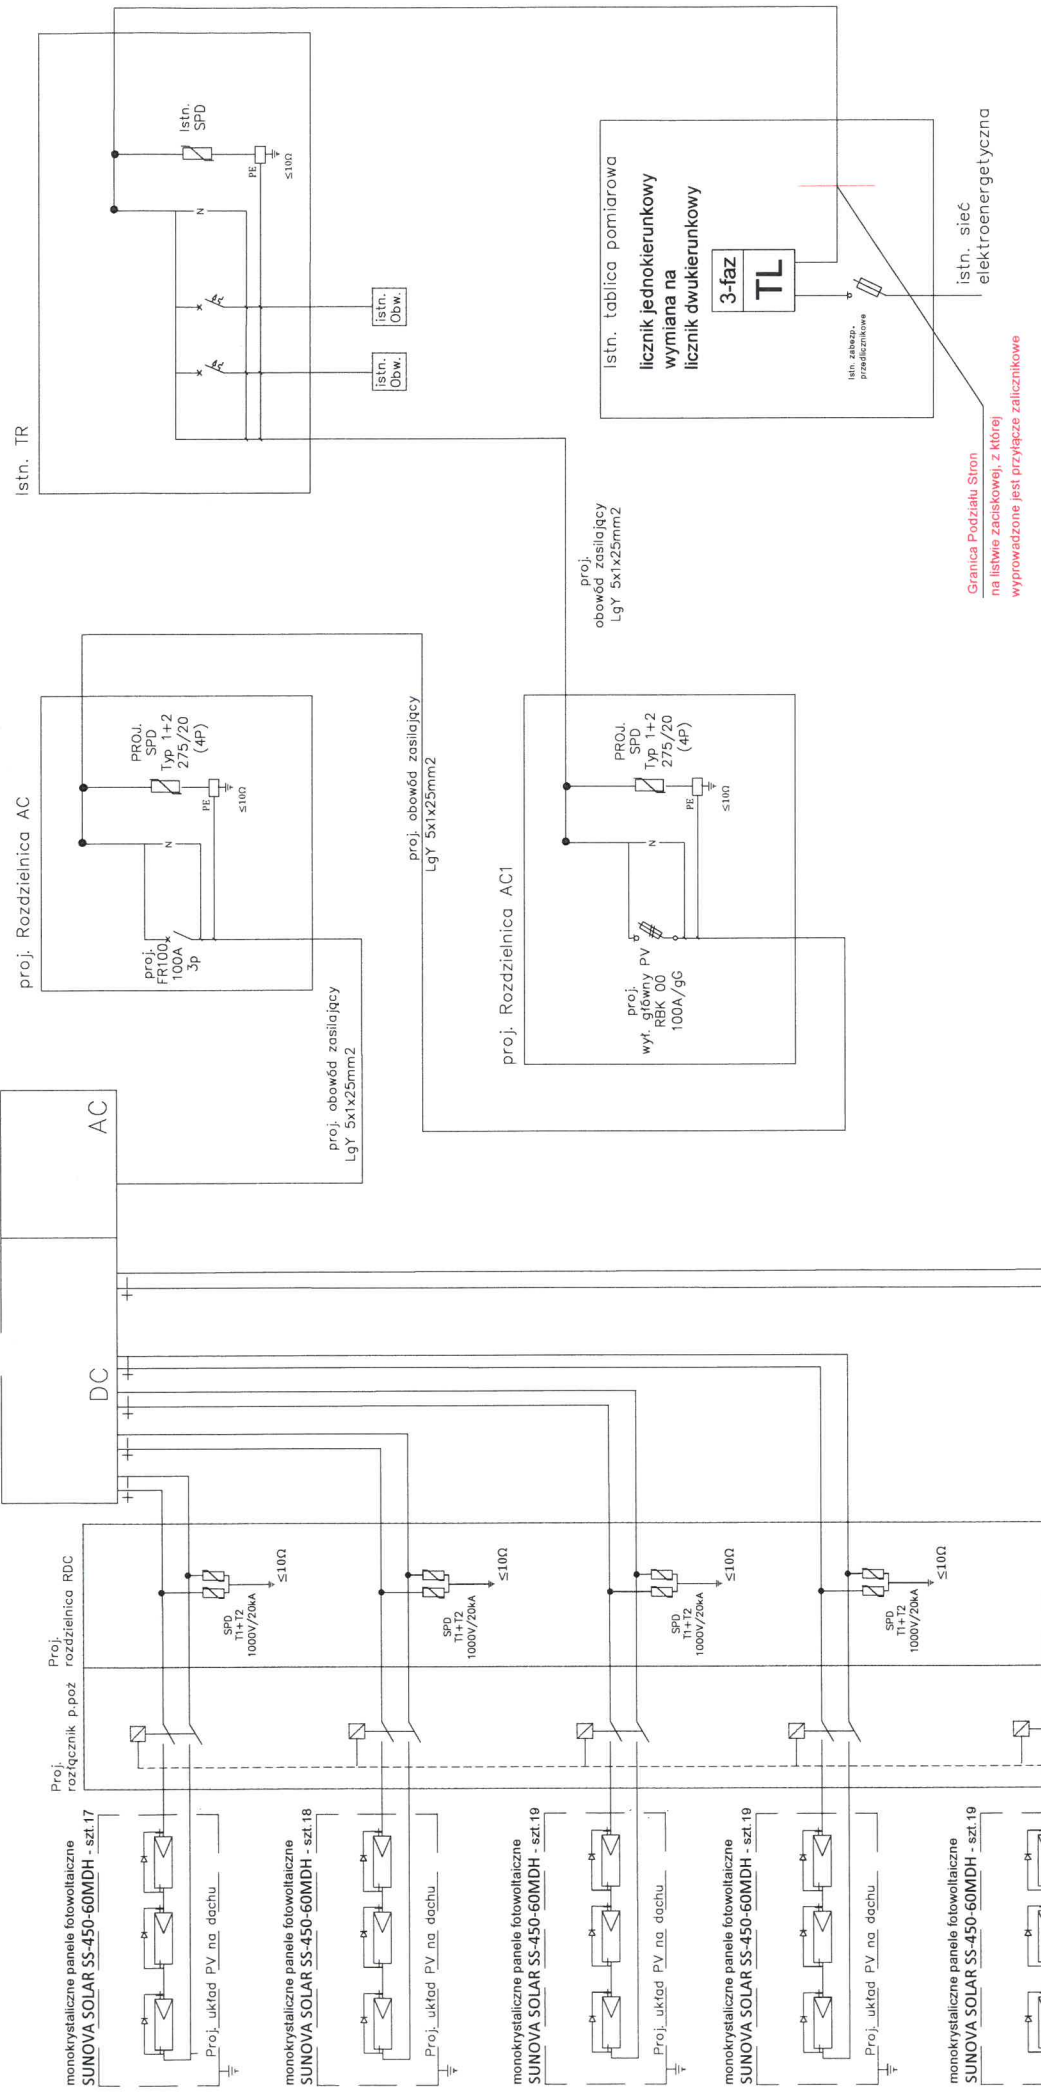 Istn. TR
Istn.
SPD
PE
≤10Ω
N
istn.
Obw.
istn.
Obw.
Istn. tablica pomiarowa
licznik jednokierunkowy
wymiana na
licznik dwukierunkowy
3-faz
TL
Istn. zabezp.
przedlicznikowe
istn. sieć
elektroenergetyczna
Granica Podziału Stron
na listwie zaciskowej, z której
wyprowadzone jest przyłącze zalicznikowe
proj.
obowód zasilający
LgY 5x1x25mm2
proj. Rozdzielnica AC
PROJ.
SPD
Typ 1+2
275/20
(4P)
PE
≤10Ω
N
proj.
FR100
100A
3p
proj. obowód zasilający
LgY 5x1x25mm2
proj. Rozdzielnica AC1
PROJ.
SPD
Typ 1+2
275/20
(4P)
PE
≤10Ω
N
proj.
wył. główny PV
RBK 00
100A/gG
proj. obowód zasilający
LgY 5x1x25mm2
AC
DC
+ −
+ −
+ −
+ −
+ −
Proj.
rozdzielnica RDC
Proj.
rozłącznik p.poż
SPD
T1+T2
1000V/20kA
≤10Ω
SPD
T1+T2
1000V/20kA
≤10Ω
SPD
T1+T2
1000V/20kA
≤10Ω
SPD
T1+T2
1000V/20kA
≤10Ω
monokrystaliczne panele fotowoltaiczne
SUNOVA SOLAR SS-450-60MDH - szt.17
Proj. układ PV na dachu
monokrystaliczne panele fotowoltaiczne
SUNOVA SOLAR SS-450-60MDH - szt.18
Proj. układ PV na dachu
monokrystaliczne panele fotowoltaiczne
SUNOVA SOLAR SS-450-60MDH - szt.19
Proj. układ PV na dachu
monokrystaliczne panele fotowoltaiczne
SUNOVA SOLAR SS-450-60MDH - szt.19
Proj. układ PV na dachu
monokrystaliczne panele fotowoltaiczne
SUNOVA SOLAR SS-450-60MDH - szt.19